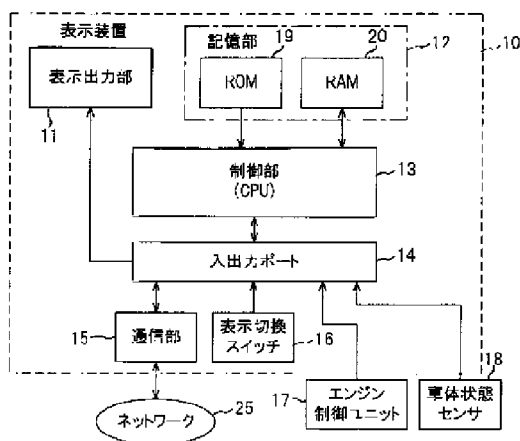 表示装置
表示出力部
11
記憶部
19
ROM
20
RAM
12
10
制御部
(CPU)
13
入出力ポート
14
15
通信部
表示切換
スイッチ
16
17
エンジン
制御ユニット
18
車体状態
センサ
ネットワーク
25